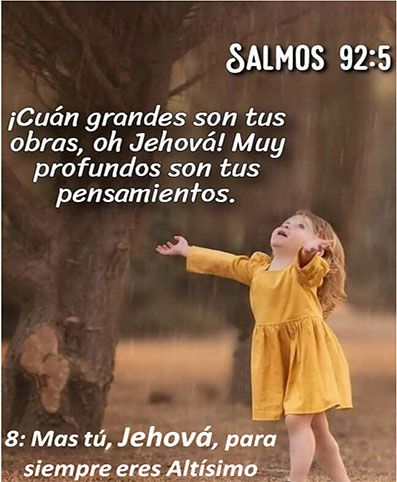 SALMOS 92:5
¡Cuán grandes son tus
obras, oh Jehová! Muy
profundos son tus
pensamientos.
8: Mas tú, Jehová, para
siempre eres Altísimo